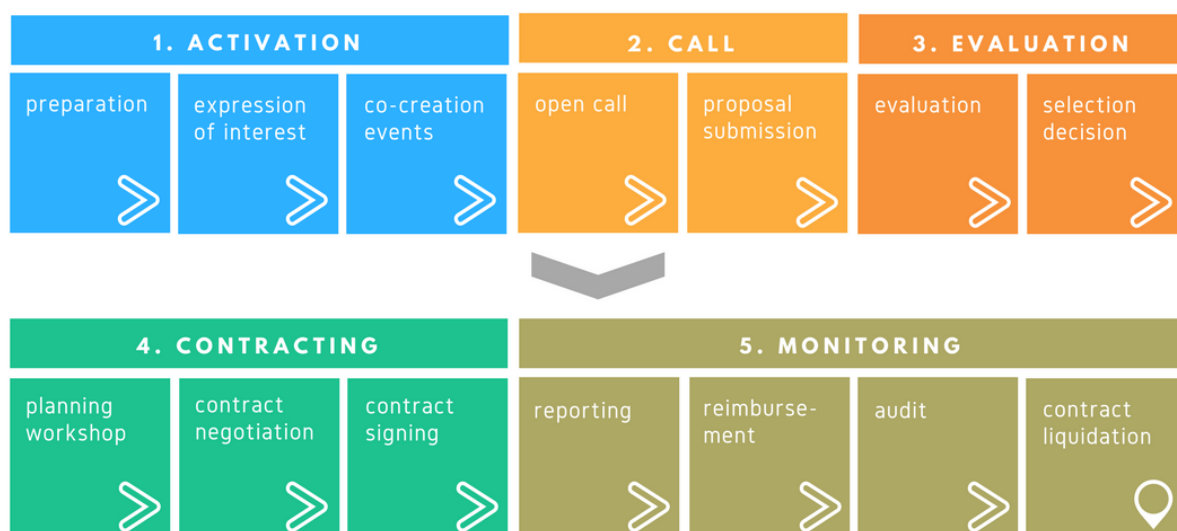 1. ACTIVATION
preparation
expression
of interest
co-creation
events
2. CALL
open call
proposal
submission
3. EVALUATION
evaluation
selection
decision
4. CONTRACTING
planning
workshop
contract
negotiation
contract
signing
5. MONITORING
reporting
reimburse-
ment
audit
contract
liquidation